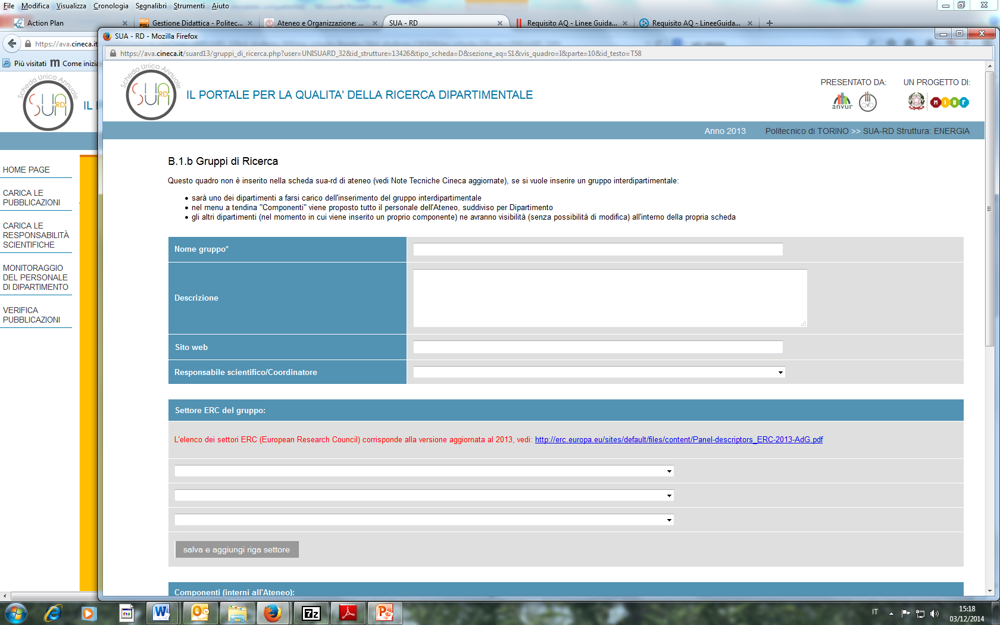 File Modifica Visualizza Cronologia Segnalibri Strumenti Aiuto
Action Plan
Gestione Didattica - Politec...
Ateneo e Organizzazione: ...
SUA - RD
Requisito AQ - Linee Guida...
Requisito AQ - LineeGuida...
SUA - RD - Mozilla Firefox
https://ava.cineca.it
https://ava.cineca.it/suard13/gruppi_di_ricerca.php?user=UNISUARD_32&id_strutture=13426&tipo_scheda=D&sezione_aq=S1&vis_quadro=I&parte=10&id_testo=T58
Più visitati
Come inizia
Scheda Unica Annuale
SUA RD
IL
Scheda Unica Annuale
SUA RD
IL PORTALE PER LA QUALITA' DELLA RICERCA DIPARTIMENTALE
PRESENTATO DA:
anvur
ava
UN PROGETTO DI:
MIUR
Anno 2013
Politecnico di TORINO >> SUA-RD Struttura: ENERGIA
HOME PAGE
CARICA LE
PUBBLICAZIONI
CARICA LE
RESPONSABILITÀ
SCIENTIFICHE
MONITORAGGIO
DEL PERSONALE
DI DIPARTIMENTO
VERIFICA
PUBBLICAZIONI
B.1.b Gruppi di Ricerca
Questo quadro non è inserito nella scheda sua-rd di ateneo (vedi Note Tecniche Cineca aggiornate), se si vuole inserire un gruppo interdipartimentale:
• sarà uno dei dipartimenti a farsi carico dell'inserimento del gruppo interdipartimentale
• nel menu a tendina "Componenti" viene proposto tutto il personale dell'Ateneo, suddiviso per Dipartimento
• gli altri dipartimenti (nel momento in cui viene inserito un proprio componente) ne avranno visibilità (senza possibilità di modifica) all'interno della propria scheda
Nome gruppo*
Descrizione
Sito web
Responsabile scientifico/Coordinatore
Settore ERC del gruppo:
L'elenco dei settori ERC (European Research Council) corrisponde alla versione aggiornata al 2013, vedi: http://erc.europa.eu/sites/default/files/content/Panel-descriptors_ERC-2013-AdG.pdf
salva e aggiungi riga settore
Componenti (interni all'Ateneo):
IT
15:18
03/12/2014